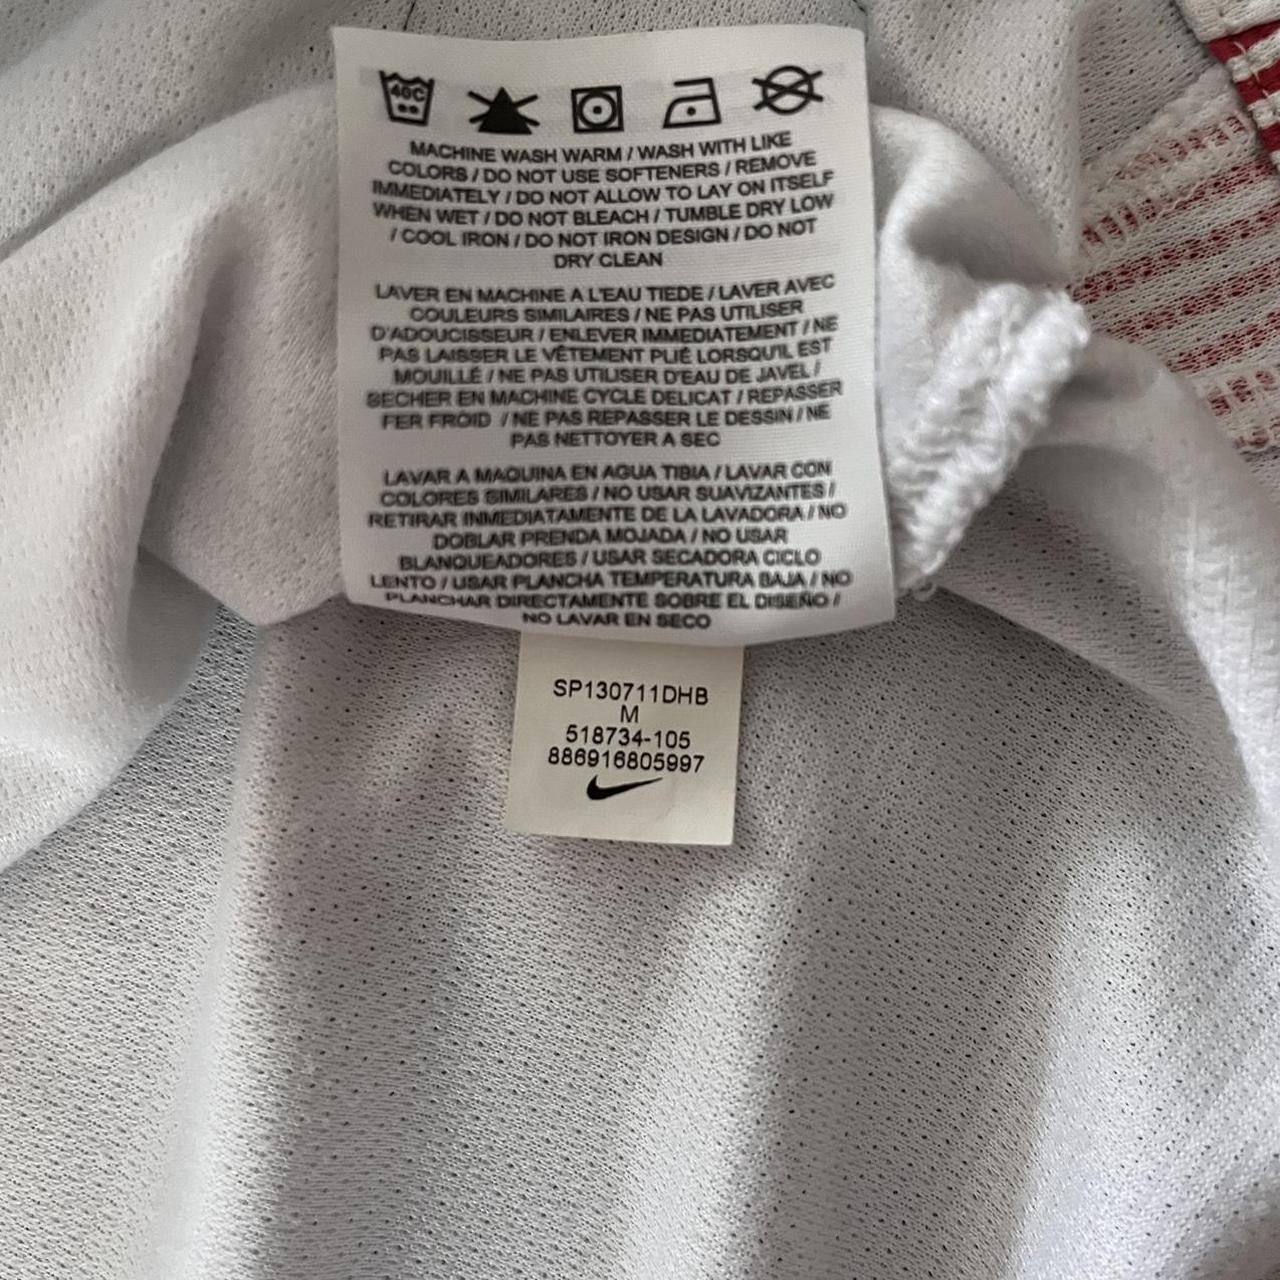 40C
MACHINE WASH WARM / WASH WITH LIKE
COLORS / DO NOT USE SOFTENERS / REMOVE
IMMEDIATELY / DO NOT ALLOW TO LAY ON ITSELF
WHEN WET / DO NOT BLEACH / TUMBLE DRY LOW
/ COOL IRON / DO NOT IRON DESIGN / DO NOT
DRY CLEAN
LAVER EN MACHINE A L'EAU TIEDE / LAVER AVEC
COULEURS SIMILAIRES / NE PAS UTILISER
D'ADOUCISSEUR / ENLEVER IMMEDIATEMENT / NE
PAS LAISSER LE VÊTEMENT PLIÉ LORSQU'IL EST
MOUILLÉ / NE PAS UTILISER D'EAU DE JAVEL /
SECHER EN MACHINE CYCLE DELICAT / REPASSER
FER FROID / NE PAS REPASSER LE DESSIN / NE
PAS NETTOYER A SEC
LAVAR A MAQUINA EN AGUA TIBIA / LAVAR CON
COLORES SIMILARES / NO USAR SUAVIZANTES /
RETIRAR INMEDIATAMENTE DE LA LAVADORA / NO
DOBLAR PRENDA MOJADA / NO USAR
BLANQUEADORES / USAR SECADORA CICLO
LENTO / USAR PLANCHA TEMPERATURA BAJA / NO
PLANCHAR DIRECTAMENTE SOBRE EL DISEÑO /
NO LAVAR EN SECO
SP130711DHB
M
518734-105
886916805997